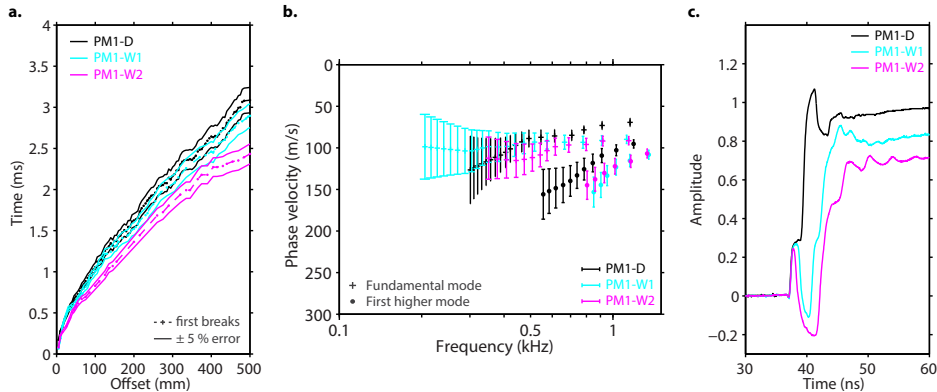 a.
4
3.5
3
2.5
2
1.5
1
0.5
0
Time (ms)
PM1-D
PM1-W1
PM1-W2
first breaks
± 5 % error
0 100 200 300 400 500
Offset (mm)
b.
0
50
100
150
200
250
300
Phase velocity (m/s)
Fundamental mode
First higher mode
PM1-D
PM1-W1
PM1-W2
0.1 0.5 1
Frequency (kHz)
c.
1.4
1.2
1
0.8
0.6
0.4
0.2
0
−0.2
Amplitude
PM1-D
PM1-W1
PM1-W2
30 40 50 60
Time (ns)